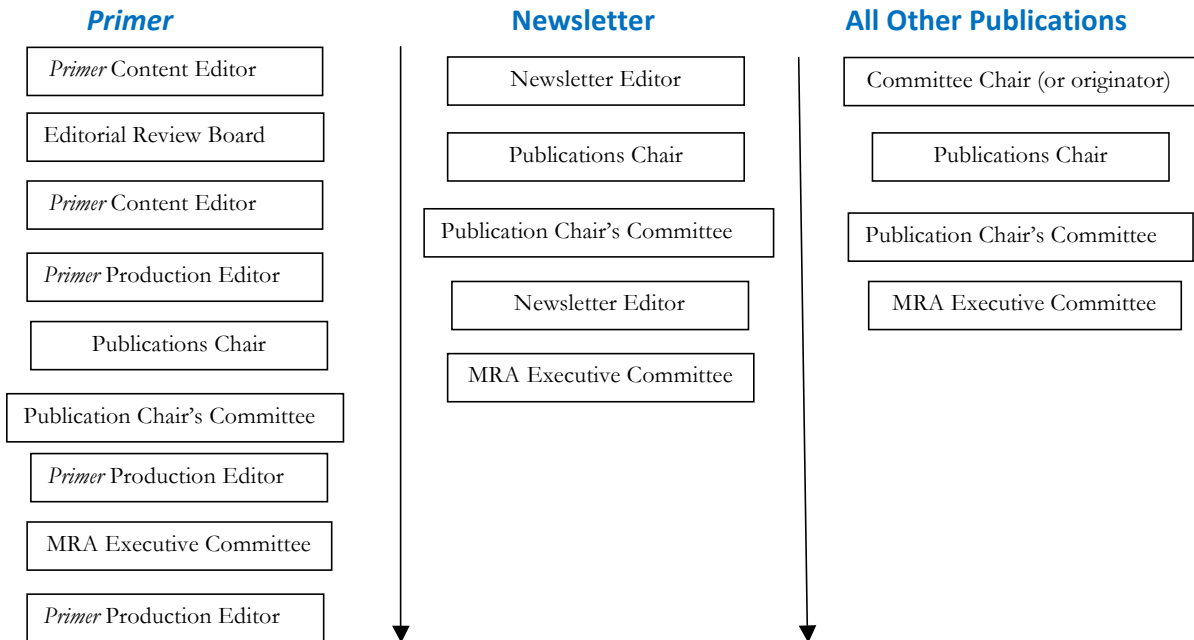 Primer
Primer Content Editor
Editorial Review Board
Primer Content Editor
Primer Production Editor
Publications Chair
Publication Chair’s Committee
Primer Production Editor
MRA Executive Committee
Primer Production Editor
Newsletter
Newsletter Editor
Publications Chair
Publication Chair’s Committee
Newsletter Editor
MRA Executive Committee
All Other Publications
Committee Chair (or originator)
Publications Chair
Publication Chair’s Committee
MRA Executive Committee